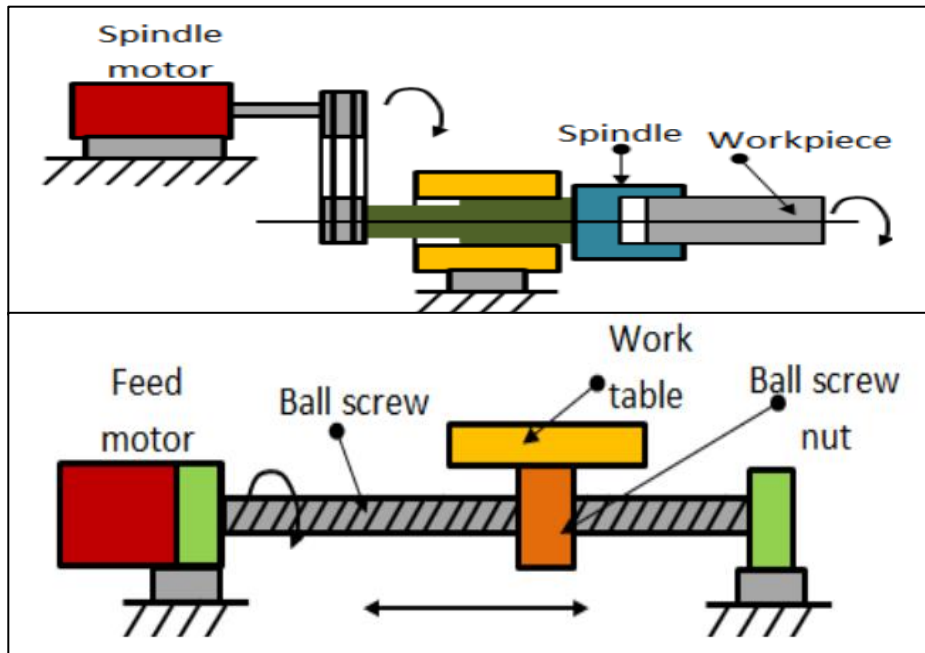 Spindle
motor
Spindle
Workpiece
Work
table
Feed
motor
Ball screw
Ball screw
nut